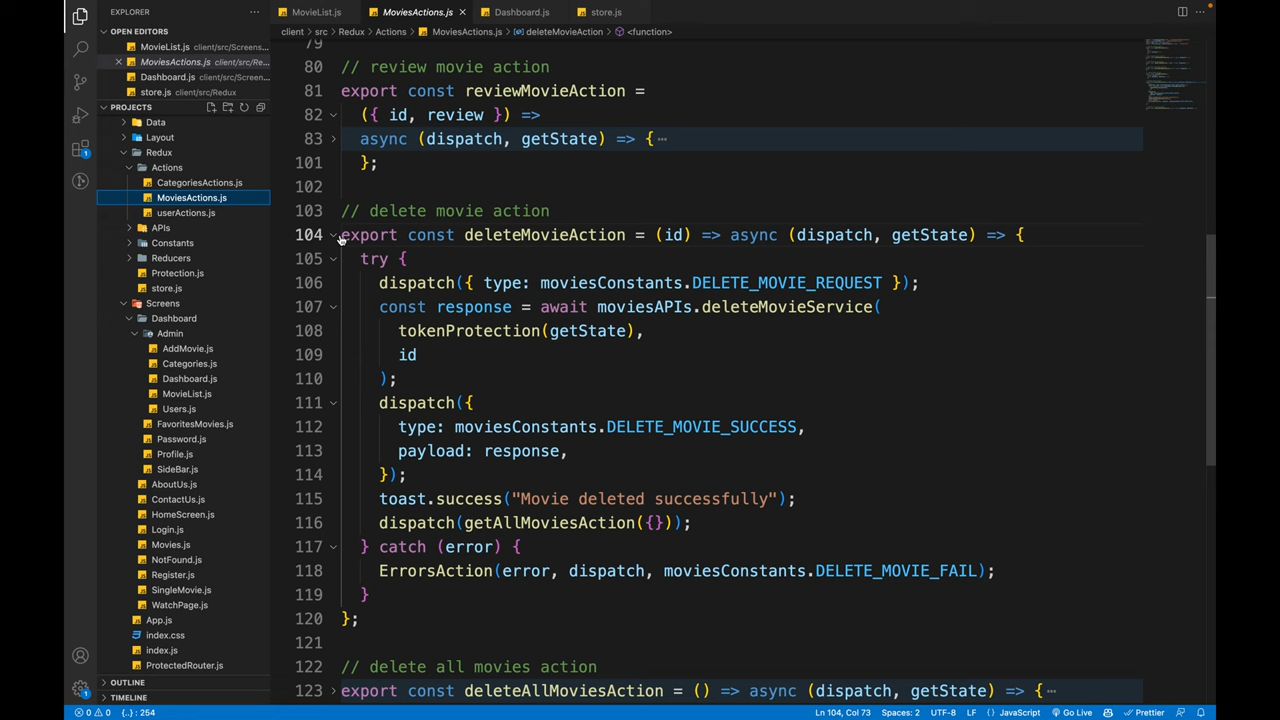 EXPLORER
OPEN EDITORS
MovieList.js client/src/Screens...
MoviesActions.js client/src/Re...
Dashboard.js client/src/Screens...
store.js client/src/Redux
PROJECTS
Data
Layout
Redux
Actions
CategoriesActions.js
MoviesActions.js
userActions.js
APIs
Constants
Reducers
Protection.js
store.js
Screens
Dashboard
Admin
AddMovie.js
Categories.js
Dashboard.js
MovieList.js
Users.js
FavoritesMovies.js
Password.js
Profile.js
SideBar.js
AboutUs.js
ContactUs.js
HomeScreen.js
Login.js
Movies.js
NotFound.js
Register.js
SingleMovie.js
WatchPage.js
App.js
index.css
index.js
ProtectedRouter.js
OUTLINE
TIMELINE
MovieList.js MoviesActions.js Dashboard.js store.js
client > src > Redux > Actions > MoviesActions.js > deleteMovieAction > <function>
79
80 // review movie action
81 export const reviewMovieAction =
82 ({ id, review }) =>
83 async (dispatch, getState) => { ...
101 };
102
103 // delete movie action
104 export const deleteMovieAction = (id) => async (dispatch, getState) => {
105 try {
106 dispatch({ type: moviesConstants.DELETE_MOVIE_REQUEST });
107 const response = await moviesAPIs.deleteMovieService(
108 tokenProtection(getState),
109 id
110 );
111 dispatch({
112 type: moviesConstants.DELETE_MOVIE_SUCCESS,
113 payload: response,
114 });
115 toast.success("Movie deleted successfully");
116 dispatch(getAllMoviesAction({}));
117 } catch (error) {
118 ErrorsAction(error, dispatch, moviesConstants.DELETE_MOVIE_FAIL);
119 }
120 };
121
122 // delete all movies action
123 export const deleteAllMoviesAction = () => async (dispatch, getState) => { ...
0 0 {..} : 254 Ln 104, Col 73 Spaces: 2 UTF-8 LF {} JavaScript Go Live Prettier